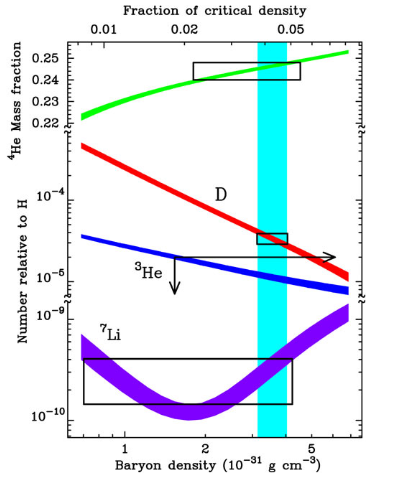 Fraction of critical density
0.01 0.02 0.05
⁴He Mass fraction
0.25
0.24
0.23
0.22
Number relative to H
10⁻⁴
D
³He
10⁻⁵
10⁻⁹
⁷Li
10⁻¹⁰
1 2 5
Baryon density (10⁻³¹ g cm⁻³)